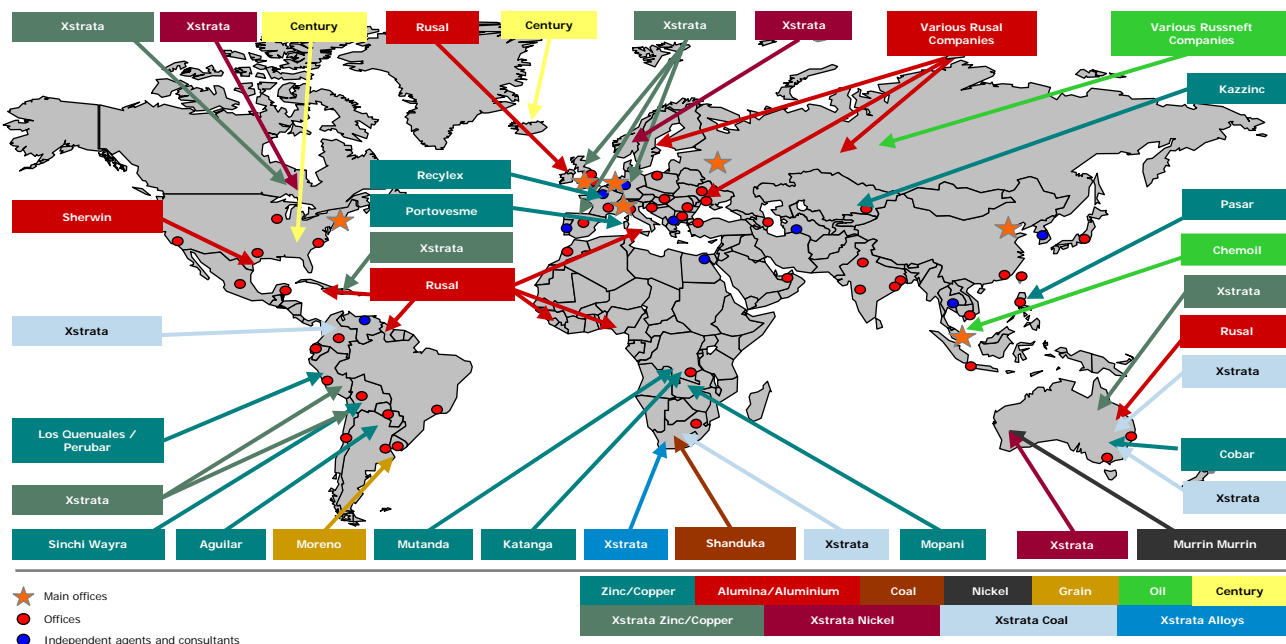 Xstrata
Xstrata
Century
Rusal
Century
Xstrata
Xstrata
Various Rusal
Companies
Various Russneft
Companies
Kazzinc
Recylex
Sherwin
Portovesme
Pasar
Xstrata
Chemoil
Rusal
Xstrata
Xstrata
Rusal
Xstrata
Los Quenuales /
Perubar
Cobar
Xstrata
Xstrata
Sinchi Wayra
Aguilar
Moreno
Mutanda
Katanga
Xstrata
Shanduka
Xstrata
Mopani
Xstrata
Murrin Murrin
Main offices
Offices
Independent agents and consultants
Zinc/Copper
Alumina/Aluminium
Coal
Nickel
Grain
Oil
Century
Xstrata Zinc/Copper
Xstrata Nickel
Xstrata Coal
Xstrata Alloys